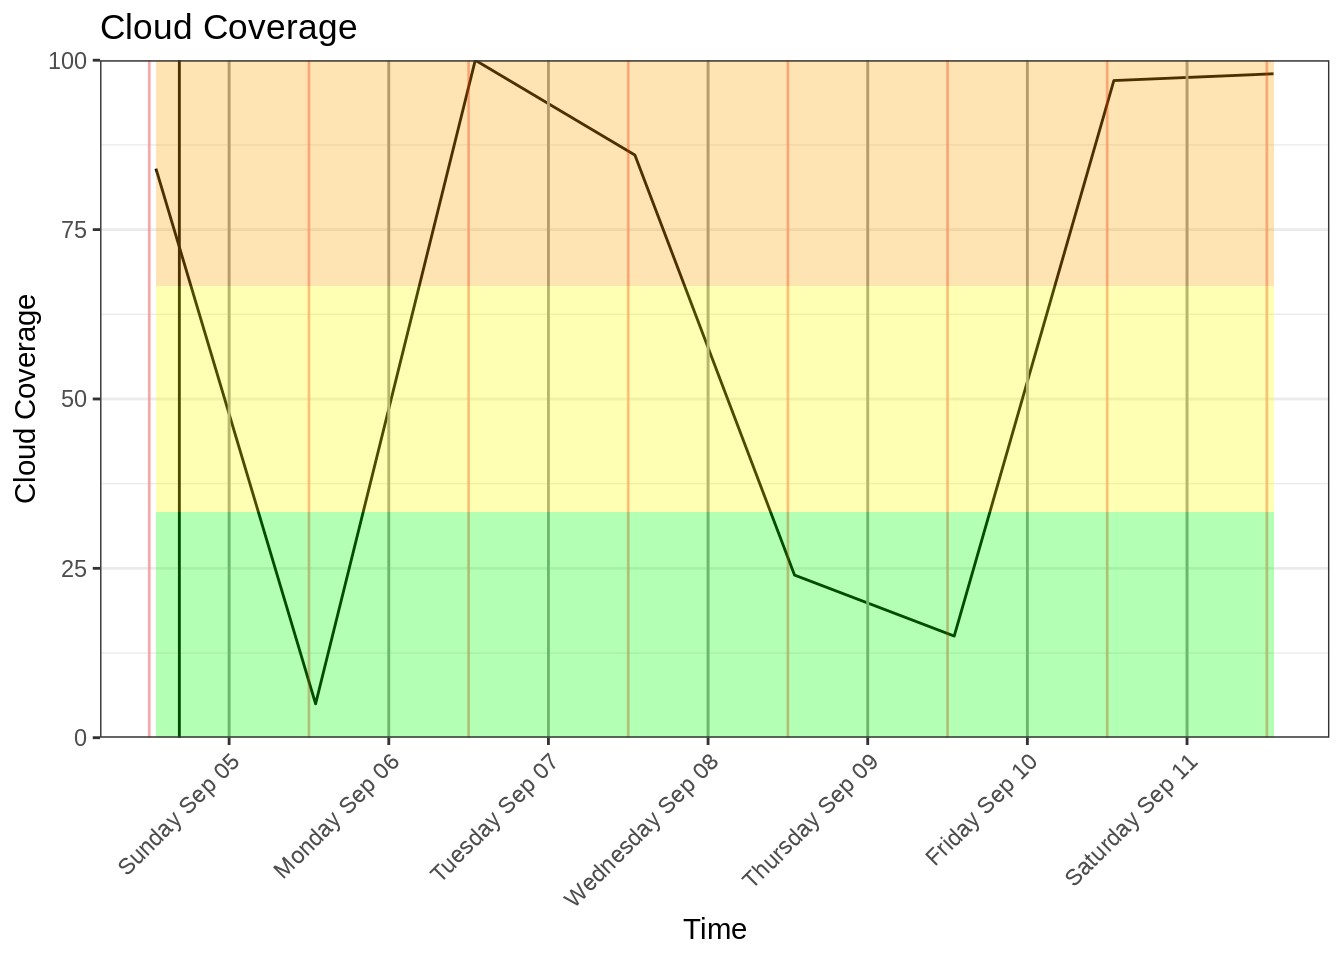 Cloud Coverage
100
75
50
25
0
Cloud Coverage
Sunday Sep 05
Monday Sep 06
Tuesday Sep 07
Wednesday Sep 08
Thursday Sep 09
Friday Sep 10
Saturday Sep 11
Time